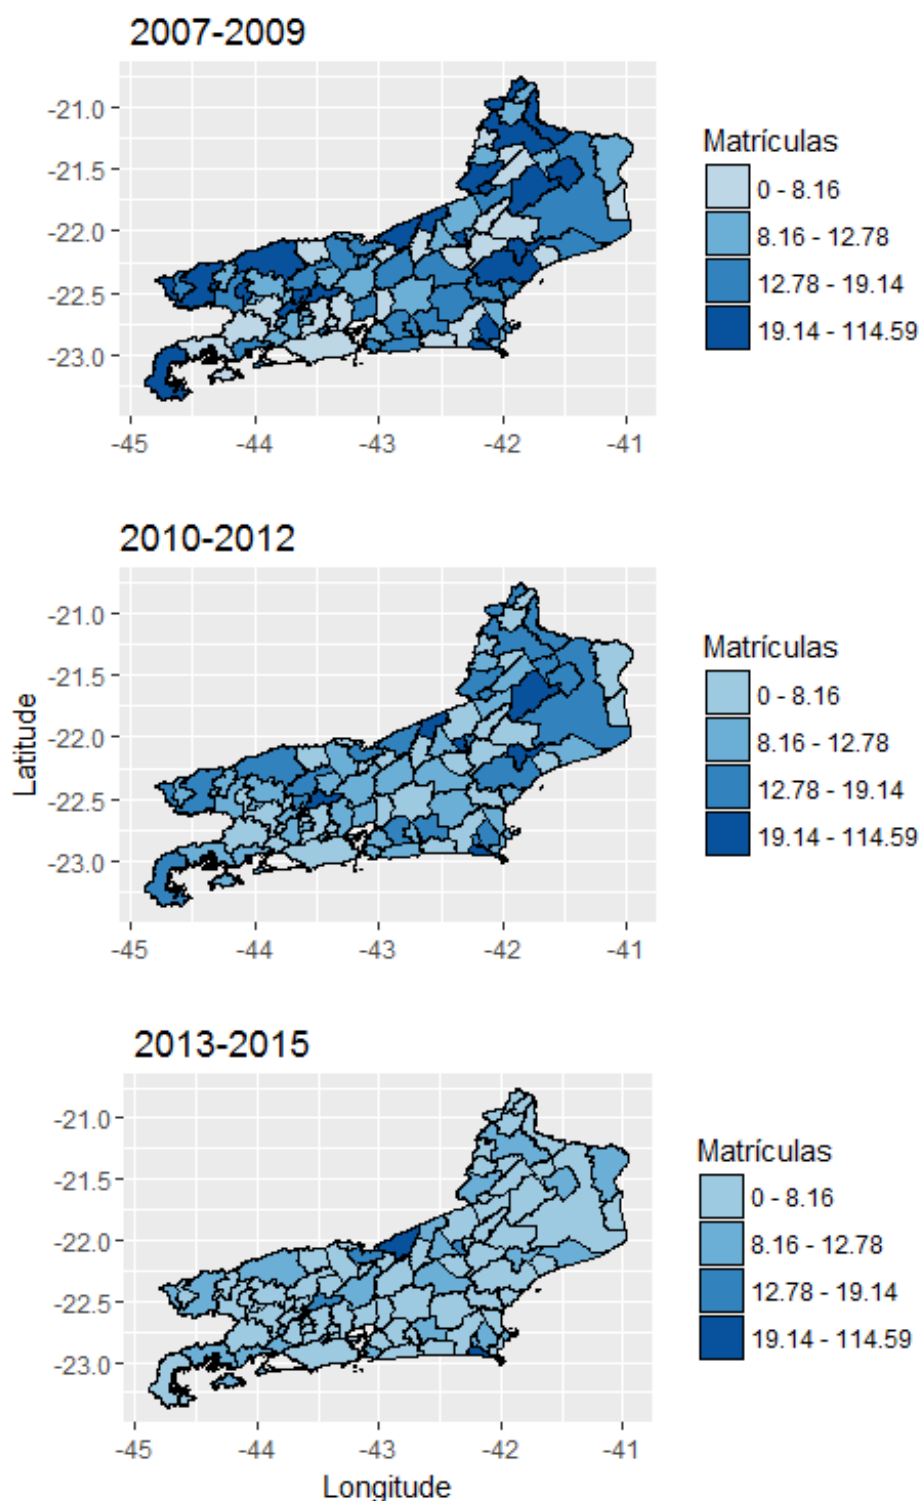 2007-2009
-21.0
-21.5
-22.0
-22.5
-23.0
-45 -44 -43 -42 -41
Matrículas
0 - 8.16
8.16 - 12.78
12.78 - 19.14
19.14 - 114.59
2010-2012
Latitude
-21.0
-21.5
-22.0
-22.5
-23.0
-45 -44 -43 -42 -41
Matrículas
0 - 8.16
8.16 - 12.78
12.78 - 19.14
19.14 - 114.59
2013-2015
-21.0
-21.5
-22.0
-22.5
-23.0
-45 -44 -43 -42 -41
Longitude
Matrículas
0 - 8.16
8.16 - 12.78
12.78 - 19.14
19.14 - 114.59